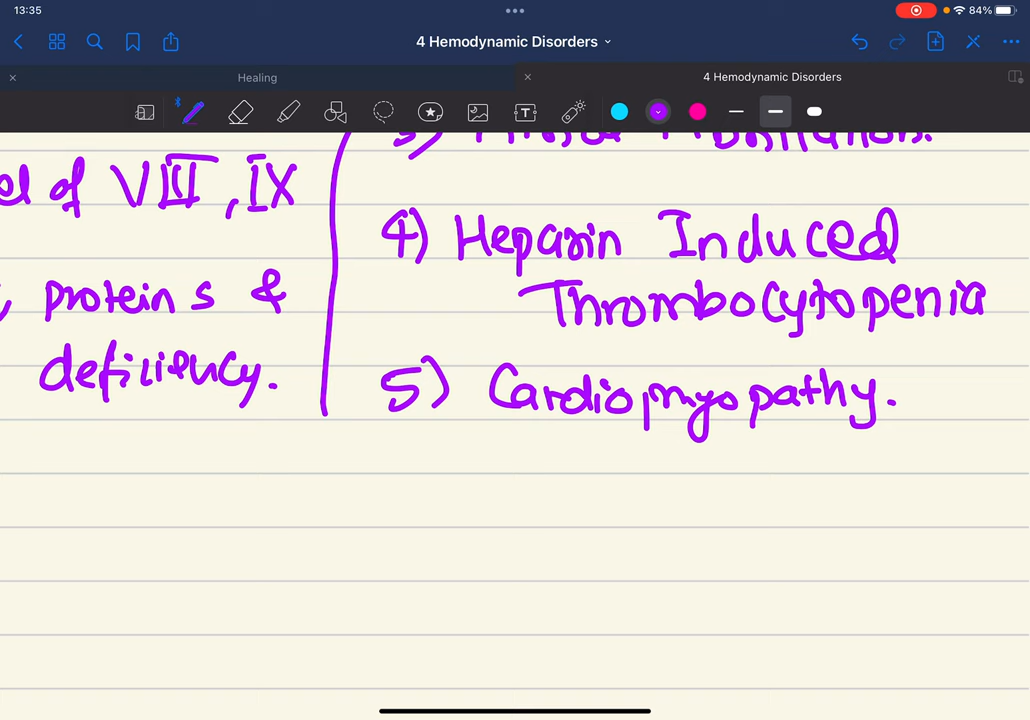 13:35
84%
4 Hemodynamic Disorders
Healing
4 Hemodynamic Disorders
of VIII, IX
protein s &
deficiency.
3)
4) Heparin Induced
Thrombocytopenia
5) Cardiomyopathy.